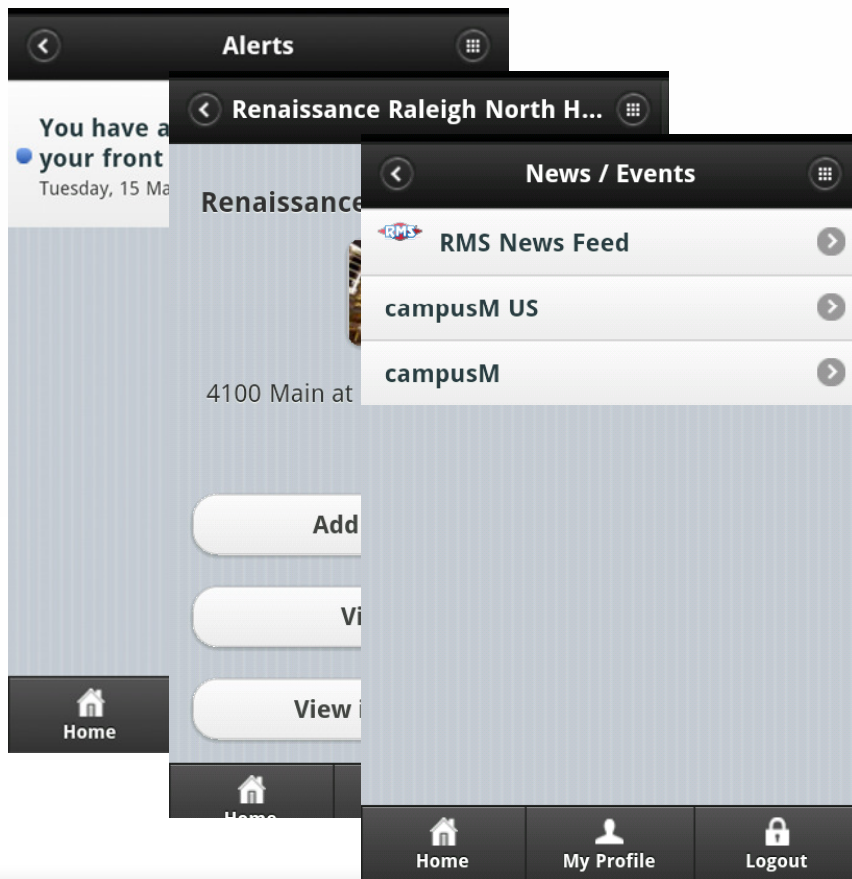 Alerts
You have a
your front
Tuesday, 15 Ma
Home
Renaissance Raleigh North H...
Renaissance
4100 Main at
Add
Vi
View i
Home
News / Events
RMS RMS News Feed
campusM US
campusM
Home
My Profile
Logout